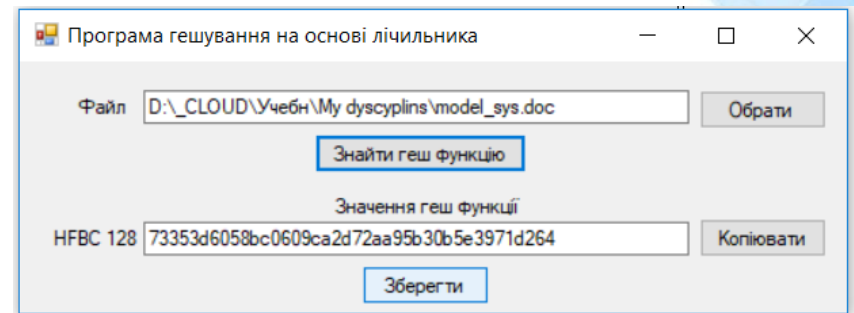 Програма гешування на основі лічильника
Файл D:\_CLOUD\Учебн\My dyscyplins\model_sys.doc Обрати
Знайти геш функцію
Значення геш функції
HFBC 128 73353d6058bc0609ca2d72aa95b30b5e3971d264 Копіювати
Зберегти